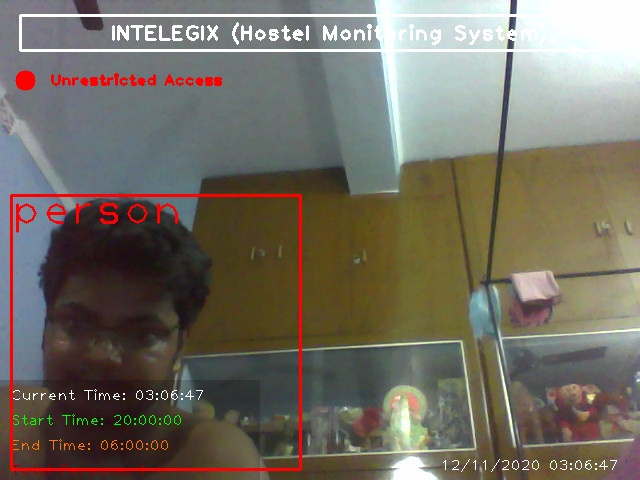 INTELEGIX (Hostel Monitoring System)
Unrestricted Access
person
Current Time: 03:06:47
Start Time: 20:00:00
End Time: 06:00:00
12/11/2020 03:06:47